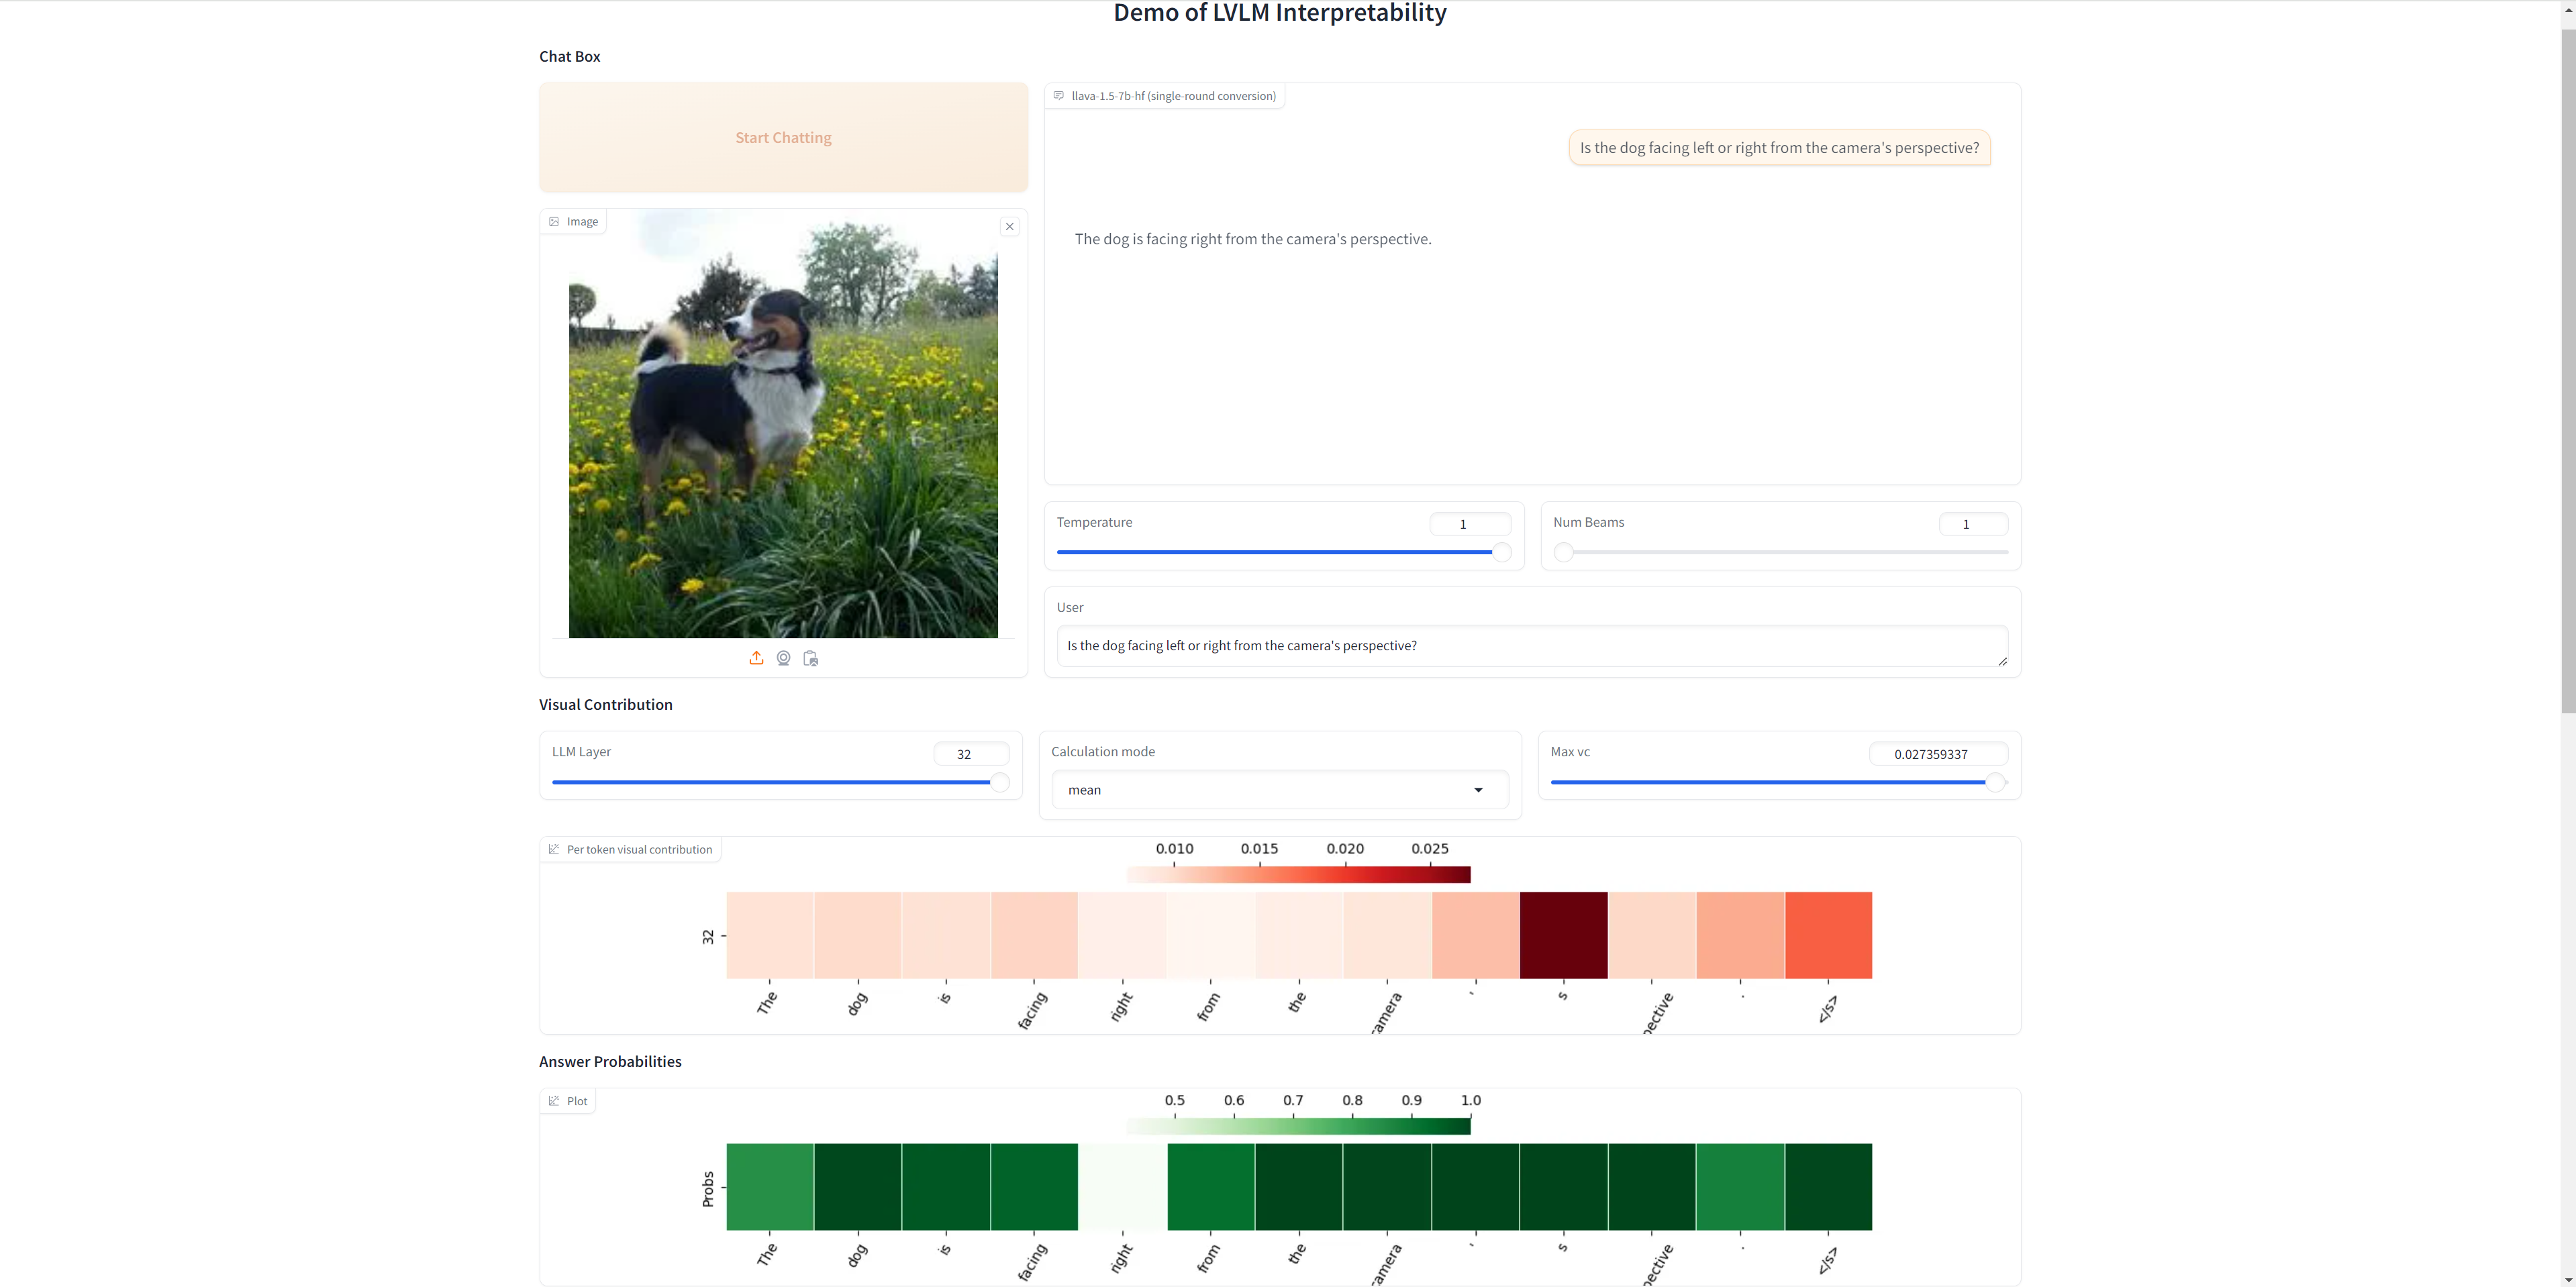 Demo of LVLM Interpretability
Chat Box
Start Chatting
llava-1.5-7b-hf (single-round conversion)
Is the dog facing left or right from the camera's perspective?
The dog is facing right from the camera's perspective.
Image
Temperature
1
Num Beams
1
User
Is the dog facing left or right from the camera's perspective?
Visual Contribution
LLM Layer
32
Calculation mode
mean
Max vc
0.027359337
Per token visual contribution
0.010 0.015 0.020 0.025
32
The dog is facing right from the amera ' s pective . </s>
Answer Probabilities
Plot
0.5 0.6 0.7 0.8 0.9 1.0
Probs
The dog is facing right from the amera ' s pective . </s>